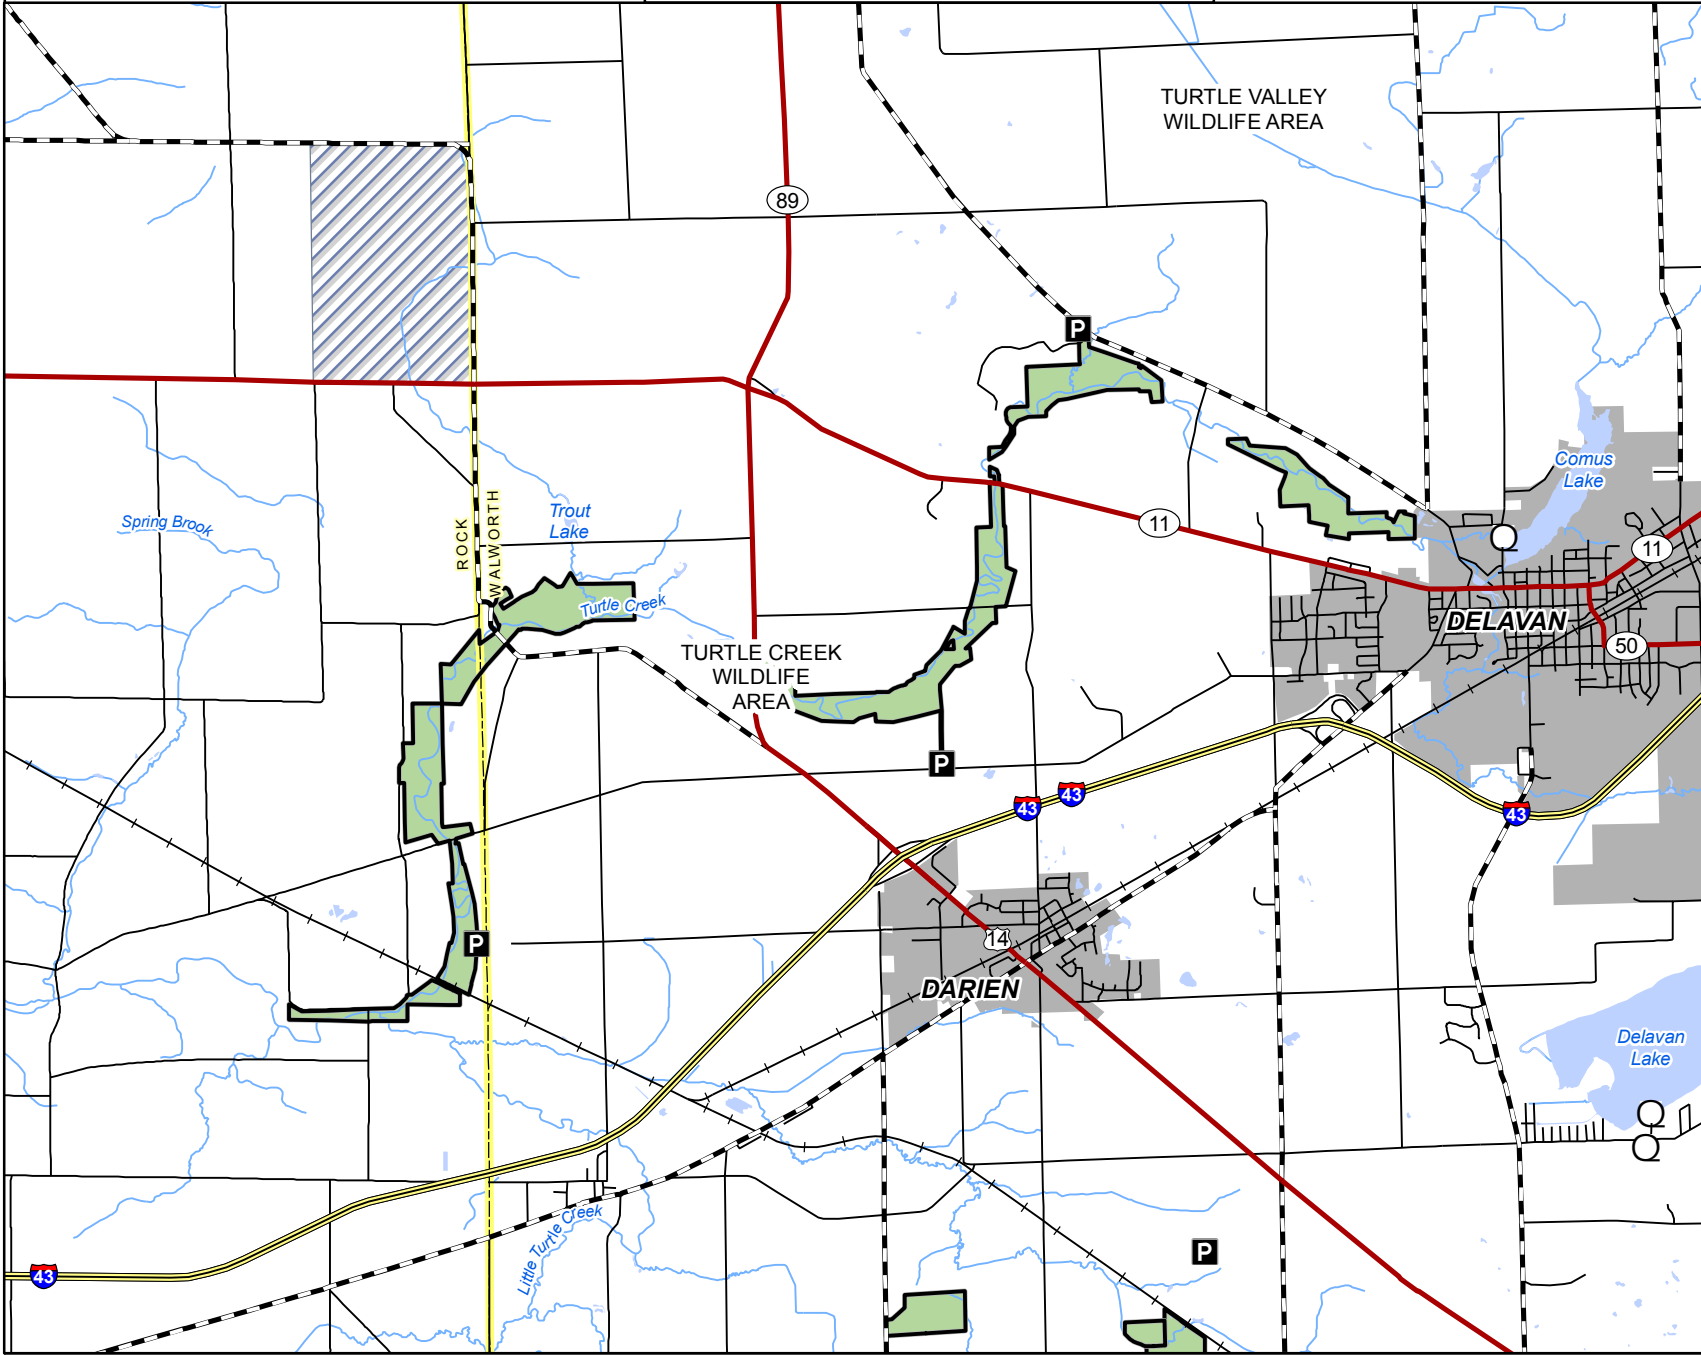 TURTLE VALLEY
WILDLIFE AREA
89
P
Comus
Lake
Spring Brook
Trout
Lake
ROCK
WALWORTH
11
11
Turtle Creek
DELAVAN
50
TURTLE CREEK
WILDLIFE
AREA
P
43
43
43
P
14
DARIEN
Delavan
Lake
Little Turtle Creek
P
43